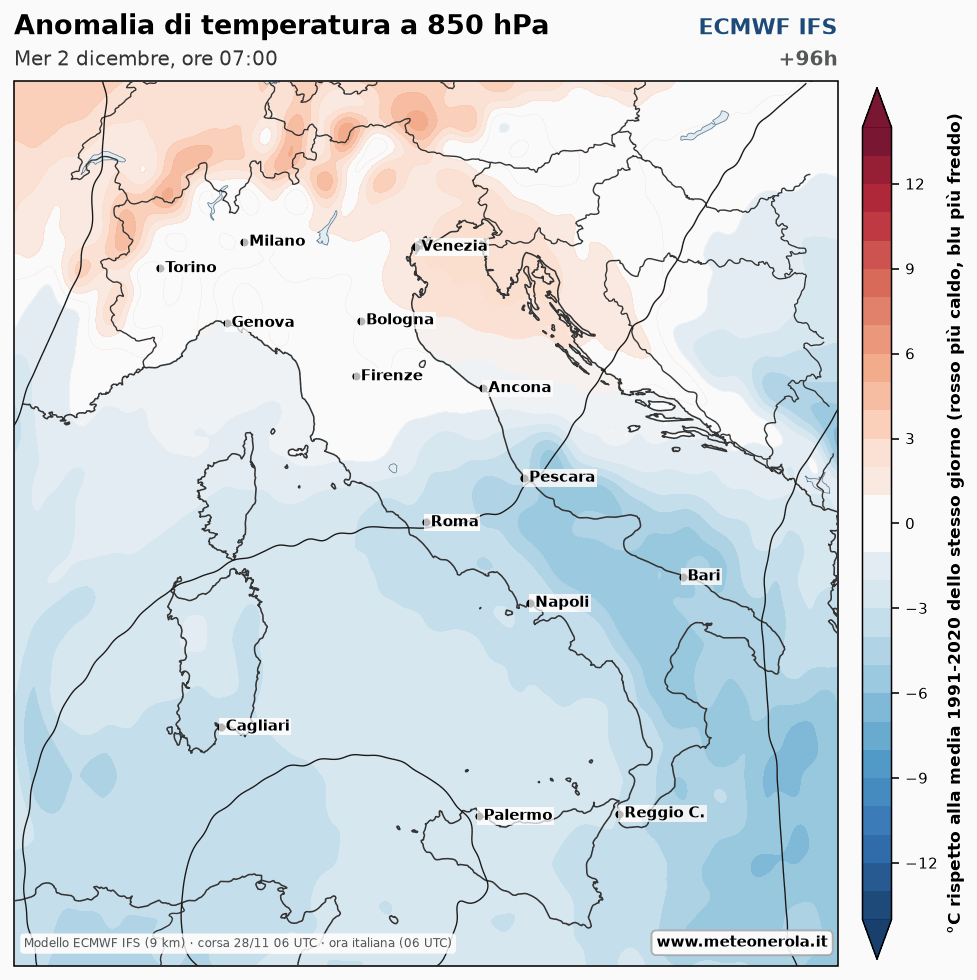 Anomalia di temperatura a 850 hPa
ECMWF IFS
Mer 2 dicembre, ore 07:00
+96h
Milano
Venezia
Torino
Genova
Bologna
Firenze
Ancona
Pescara
Roma
Bari
Napoli
Cagliari
Palermo
Reggio C.
12
9
6
3
0
−3
−6
−9
−12
°C rispetto alla media 1991-2020 dello stesso giorno (rosso più caldo, blu più freddo)
Modello ECMWF IFS (9 km) · corsa 28/11 06 UTC · ora italiana (06 UTC)
www.meteonerola.it